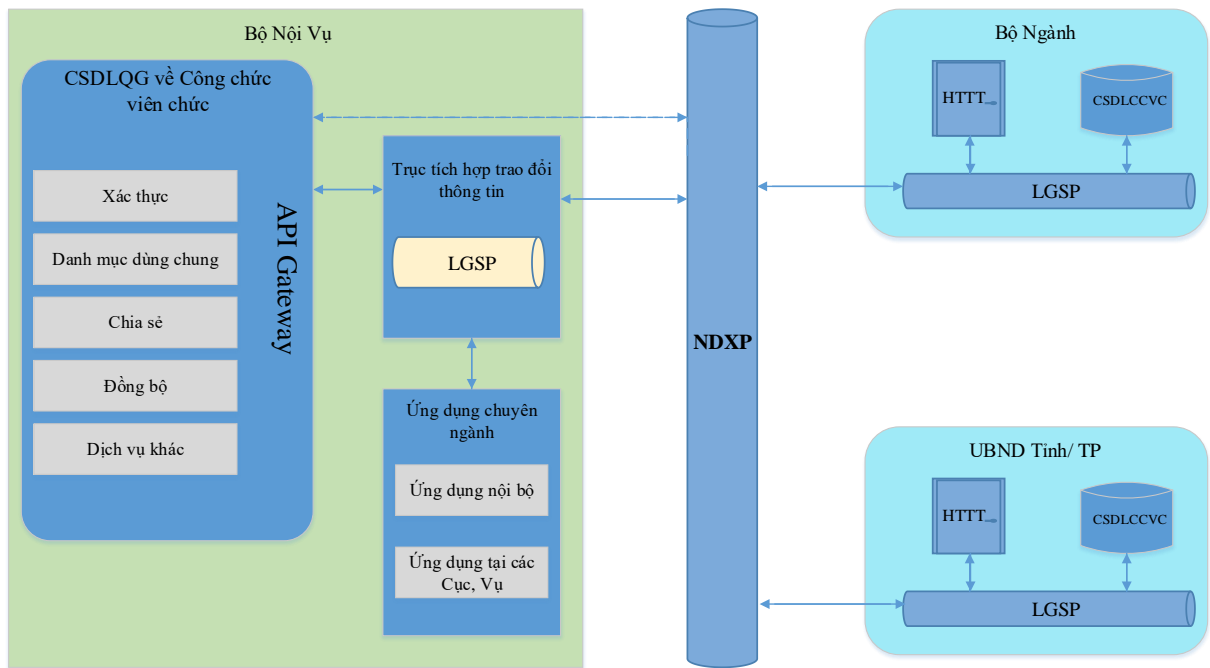 Bộ Nội Vụ
CSDLQG về Công chức
viên chức
Xác thực
Danh mục dùng chung
Chia sẻ
Đồng bộ
Dịch vụ khác
API Gateway
Trục tích hợp trao đổi
thông tin
LGSP
Ứng dụng chuyên
ngành
Ứng dụng nội bộ
Ứng dụng tại các
Cục, Vụ
NDXP
Bộ Ngành
HTTT
CSDLCCVC
LGSP
UBND Tỉnh/ TP
HTTT
CSDLCCVC
LGSP